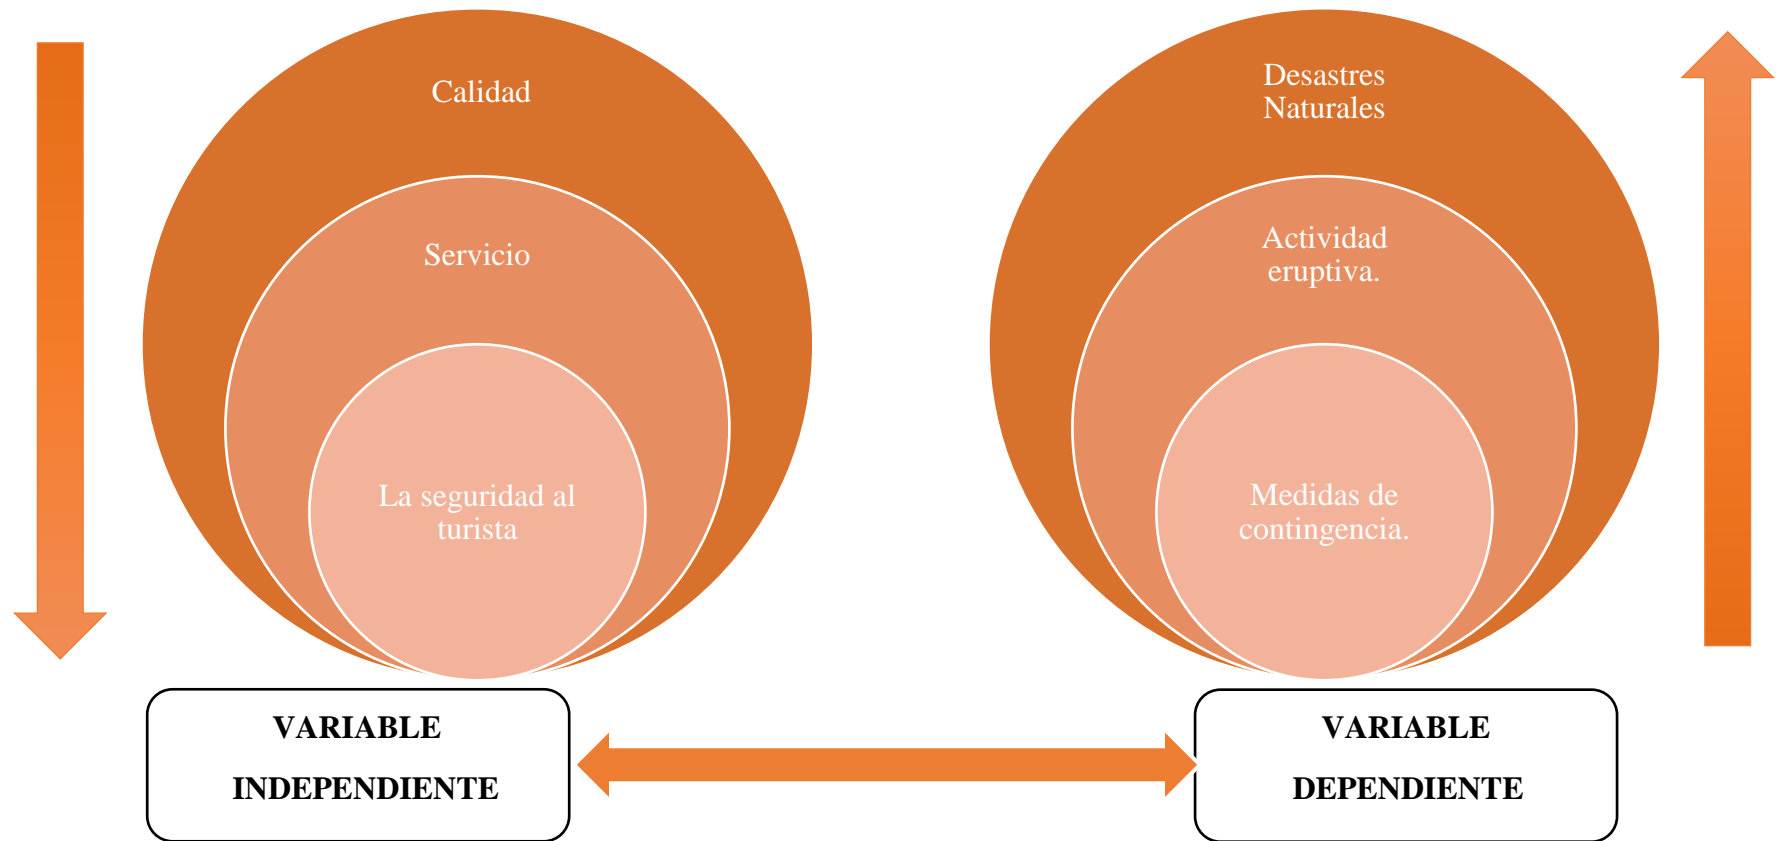 Calidad
Servicio
La seguridad al
turista
Desastres
Naturales
Actividad
eruptiva.
Medidas de
contingencia.
VARIABLE
INDEPENDIENTE
VARIABLE
DEPENDIENTE